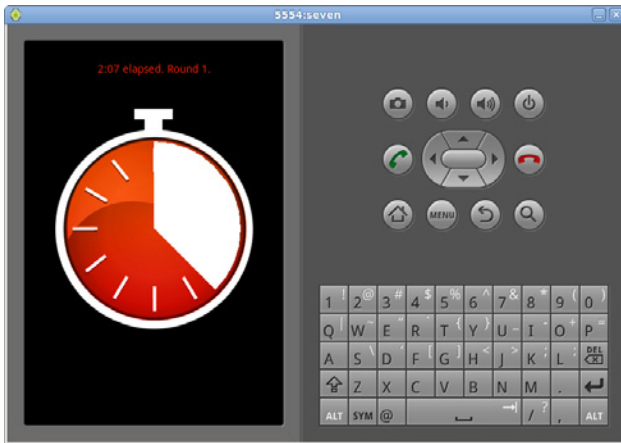 5554:seven
2:07 elapsed. Round 1.
MENU
1 ! 2 @ 3 # 4 $ 5 % 6 ^ 7 & 8 * 9 ( 0 )
Q | W ~ E " R ` T { Y } U _ I - O + P =
A S \ D ' F [ G ] H < J > K ; L : DEL
Z X C V B N M .
ALT SYM @ / ? , ALT